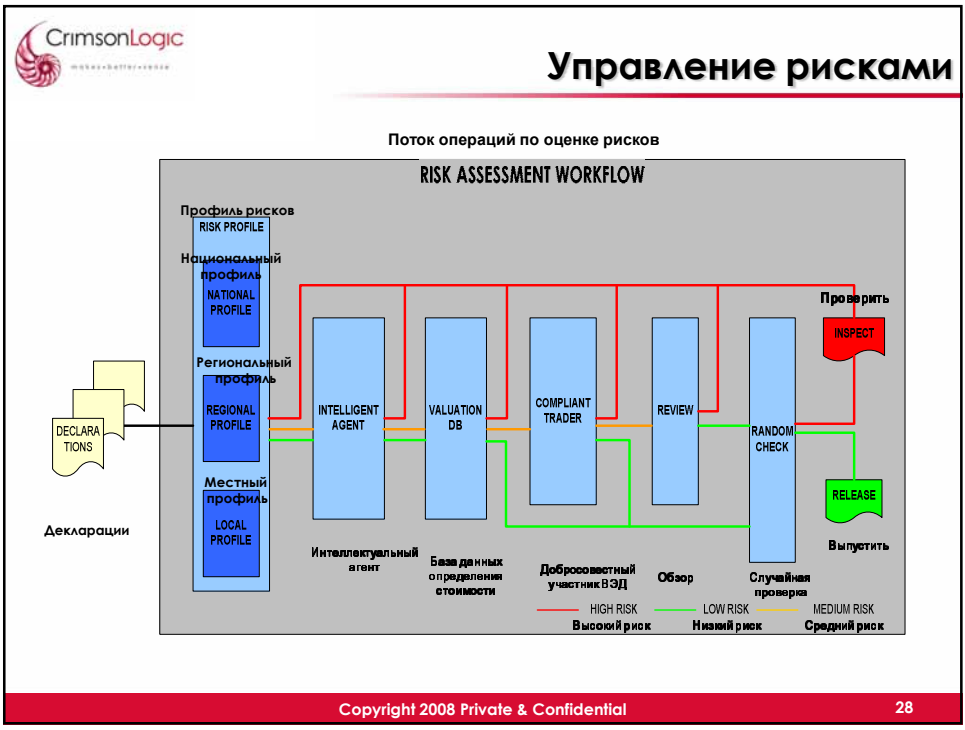 CrimsonLogic
makes•better•sense
Управление рисками
Поток операций по оценке рисков
RISK ASSESSMENT WORKFLOW
Профиль рисков
RISK PROFILE
Национальный
профиль
NATIONAL
PROFILE
Региональный
профиль
REGIONAL
PROFILE
Местный
профиль
LOCAL
PROFILE
DECLARA
TIONS
Декларации
INTELLIGENT
AGENT
VALUATION
DB
COMPLIANT
TRADER
REVIEW
RANDOM
CHECK
Проверить
INSPECT
RELEASE
Выпустить
Интеллектуальный
агент
База данных
определения
стоимости
Добросовестный
участник ВЭД
Обзор
Случайная
проверка
HIGH RISK
LOW RISK
MEDIUM RISK
Высокий риск
Низкий риск
Средний риск
Copyright 2008 Private & Confidential
28